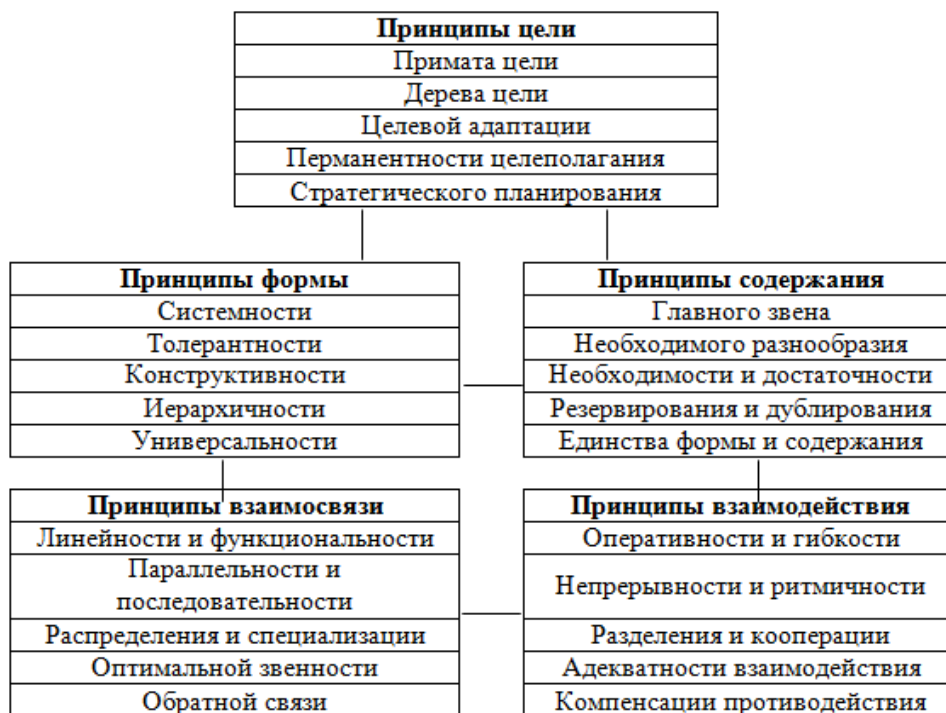 Принципы цели
Примата цели
Дерева цели
Целевой адаптации
Перманентности целеполагания
Стратегического планирования
Принципы формы
Системности
Толерантности
Конструктивности
Иерархичности
Универсальности
Принципы содержания
Главного звена
Необходимого разнообразия
Необходимости и достаточности
Резервирования и дублирования
Единства формы и содержания
Принципы взаимосвязи
Линейности и функциональности
Параллельности и
последовательности
Распределения и специализации
Оптимальной звенности
Обратной связи
Принципы взаимодействия
Оперативности и гибкости
Непрерывности и ритмичности
Разделения и кооперации
Адекватности взаимодействия
Компенсации противодействия